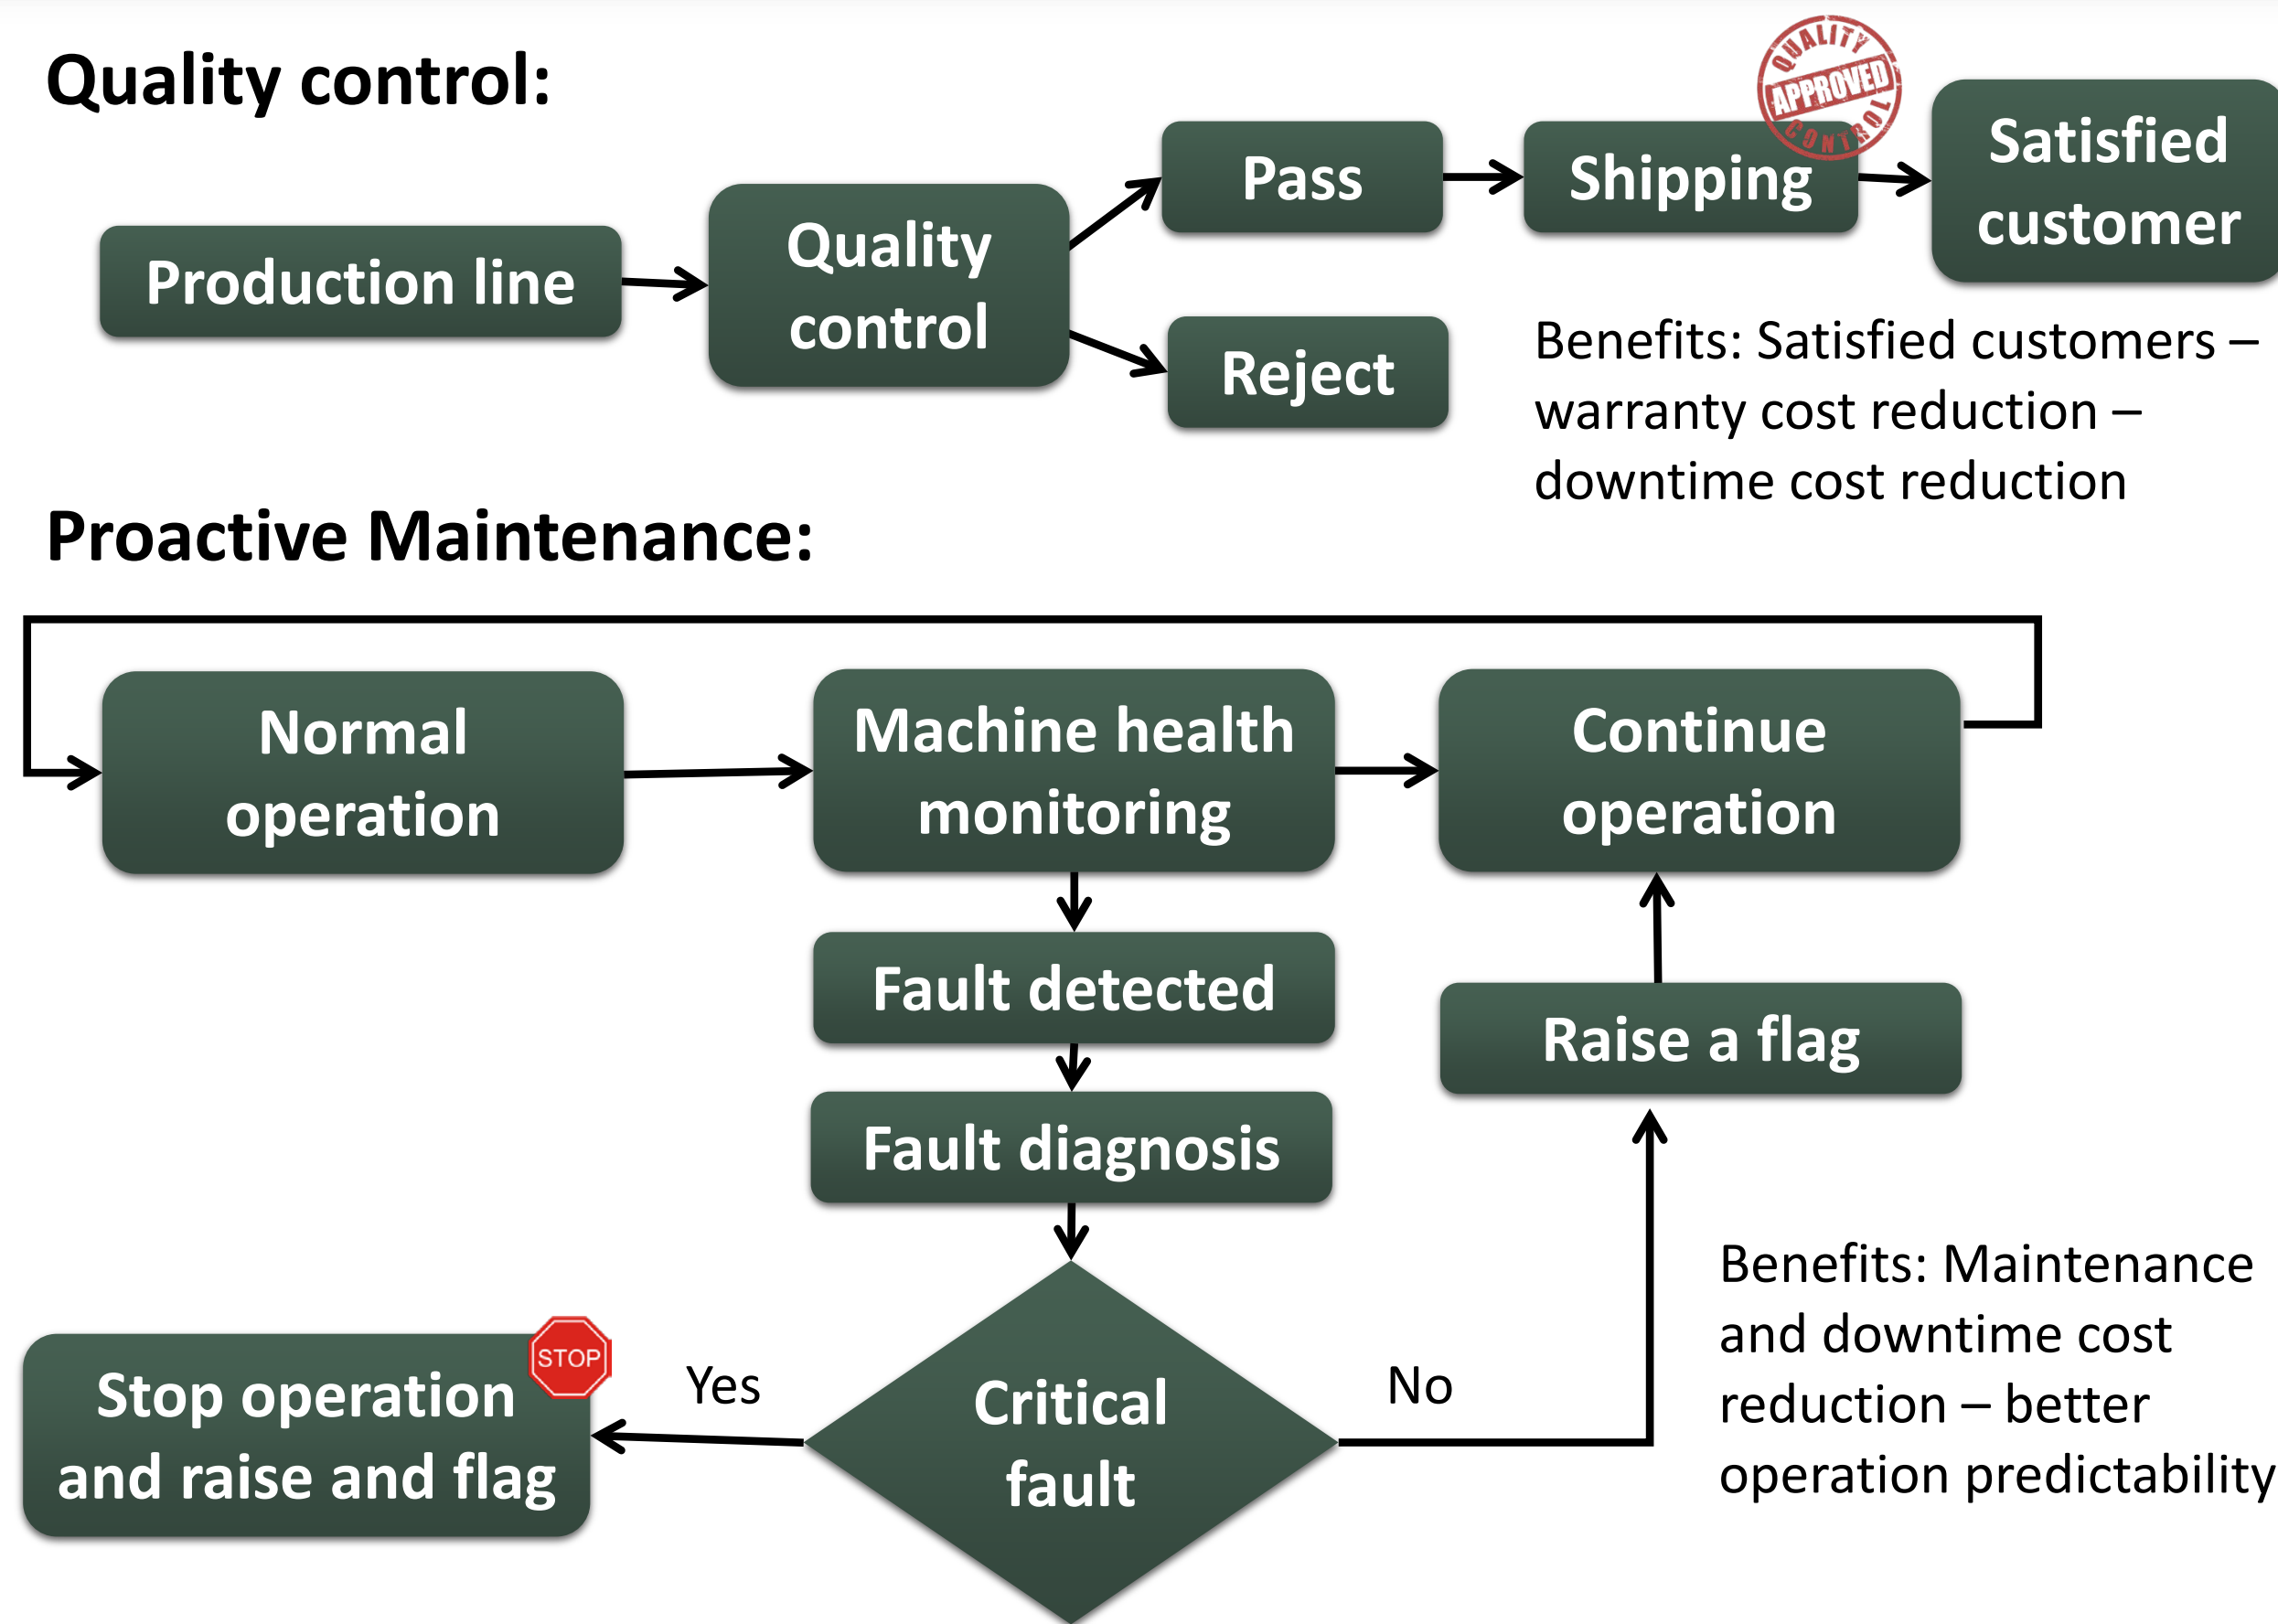 Quality control:
QUALITY
APPROVED
CONTROL
Production line
Quality
control
Pass
Shipping
Satisfied
customer
Reject
Benefits: Satisfied customers –
warranty cost reduction –
downtime cost reduction
Proactive Maintenance:
Normal
operation
Machine health
monitoring
Continue
operation
Fault detected
Raise a flag
Fault diagnosis
Critical
fault
Yes
No
STOP
Stop operation
and raise and flag
Benefits: Maintenance
and downtime cost
reduction – better
operation predictability